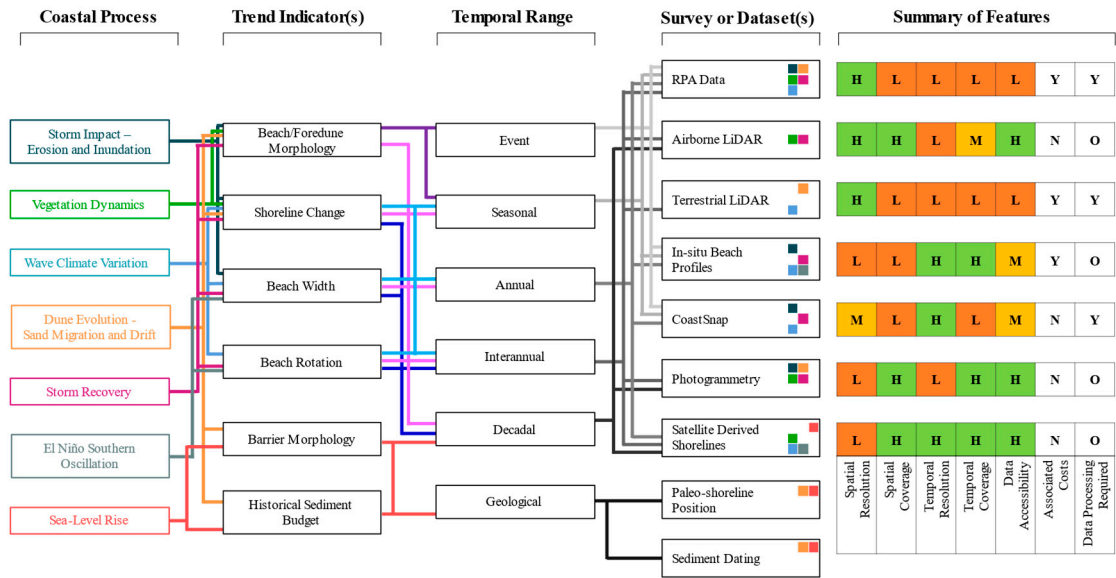 Coastal Process
Trend Indicator(s)
Temporal Range
Survey or Dataset(s)
Summary of Features
Storm Impact –
Erosion and Inundation
Vegetation Dynamics
Wave Climate Variation
Dune Evolution -
Sand Migration and Drift
Storm Recovery
El Niño Southern
Oscillation
Sea-Level Rise
Beach/Foredune
Morphology
Shoreline Change
Beach Width
Beach Rotation
Barrier Morphology
Historical Sediment
Budget
Event
Seasonal
Annual
Interannual
Decadal
Geological
RPA Data
Airborne LiDAR
Terrestrial LiDAR
In-situ Beach
Profiles
CoastSnap
Photogrammetry
Satellite Derived
Shorelines
Paleo-shoreline
Position
Sediment Dating
H L L L L Y Y
H H L M H N O
H L L L L Y Y
L L H H M Y O
M L H L M N Y
L H L H H N O
L H H H H N O
Spatial
Resolution
Spatial
Coverage
Temporal
Resolution
Temporal
Coverage
Data
Accessibility
Associated
Costs
Data Processing
Required